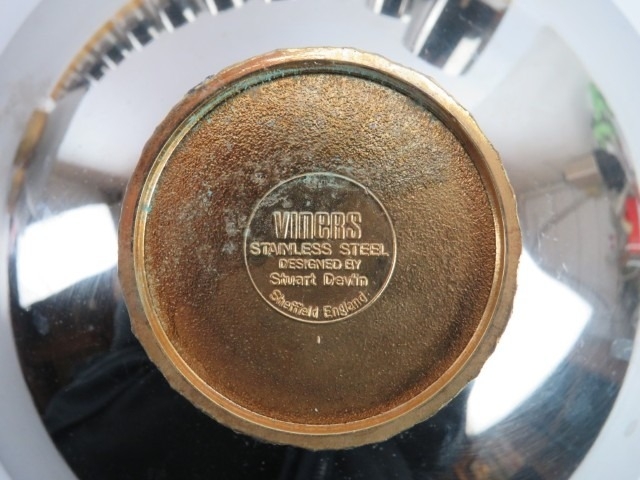 VINERS
STAINLESS STEEL
DESIGNED BY
Stuart Devlin
Sheffield England.